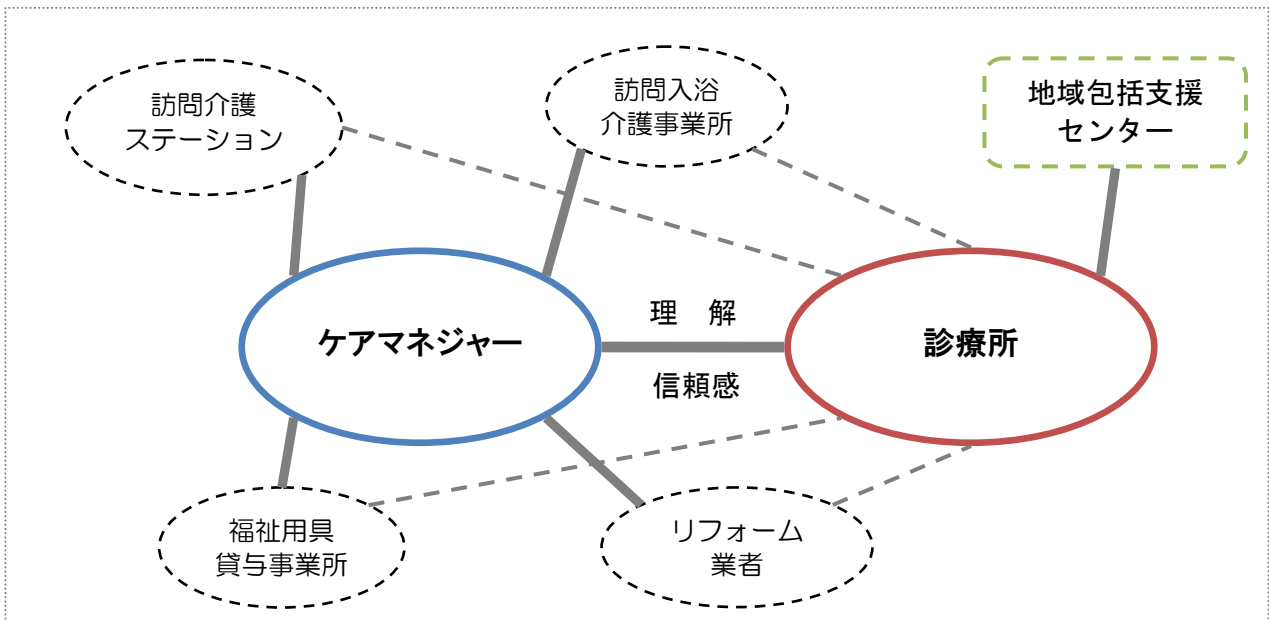 訪問介護
ステーション
訪問入浴
介護事業所
地域包括支援
センター
ケアマネジャー
理　解
信頼感
診療所
福祉用具
貸与事業所
リフォーム
業者